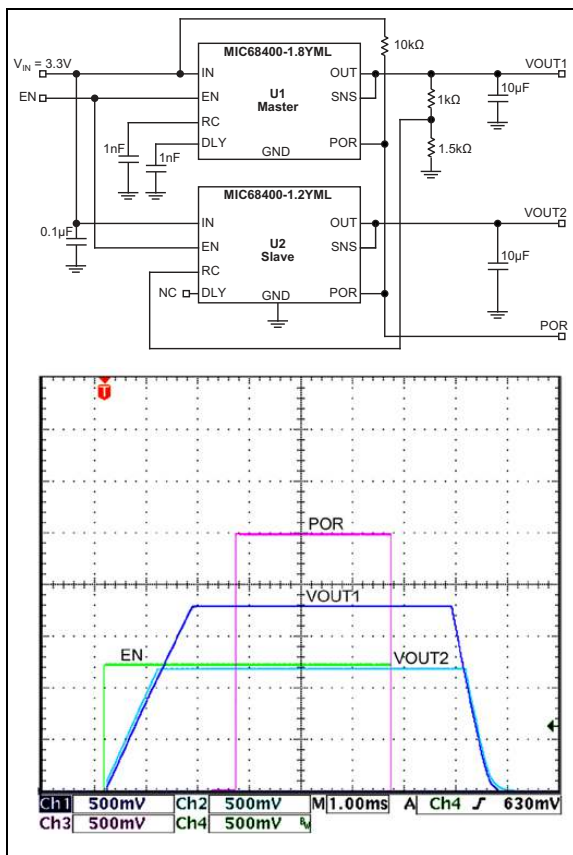 MIC68400-1.8YML
10kΩ
VIN = 3.3V
IN
OUT
VOUT1
EN
EN
U1
Master
SNS
1kΩ
10µF
RC
1nF
DLY
1nF
POR
GND
1.5kΩ
MIC68400-1.2YML
IN
OUT
VOUT2
0.1µF
EN
U2
Slave
SNS
RC
10µF
NC
DLY
GND
POR
POR
T
POR
VOUT1
EN
VOUT2
Ch1 500mV Ch2 500mV M 1.00ms A Ch4 630mV
Ch3 500mV Ch4 500mV BW